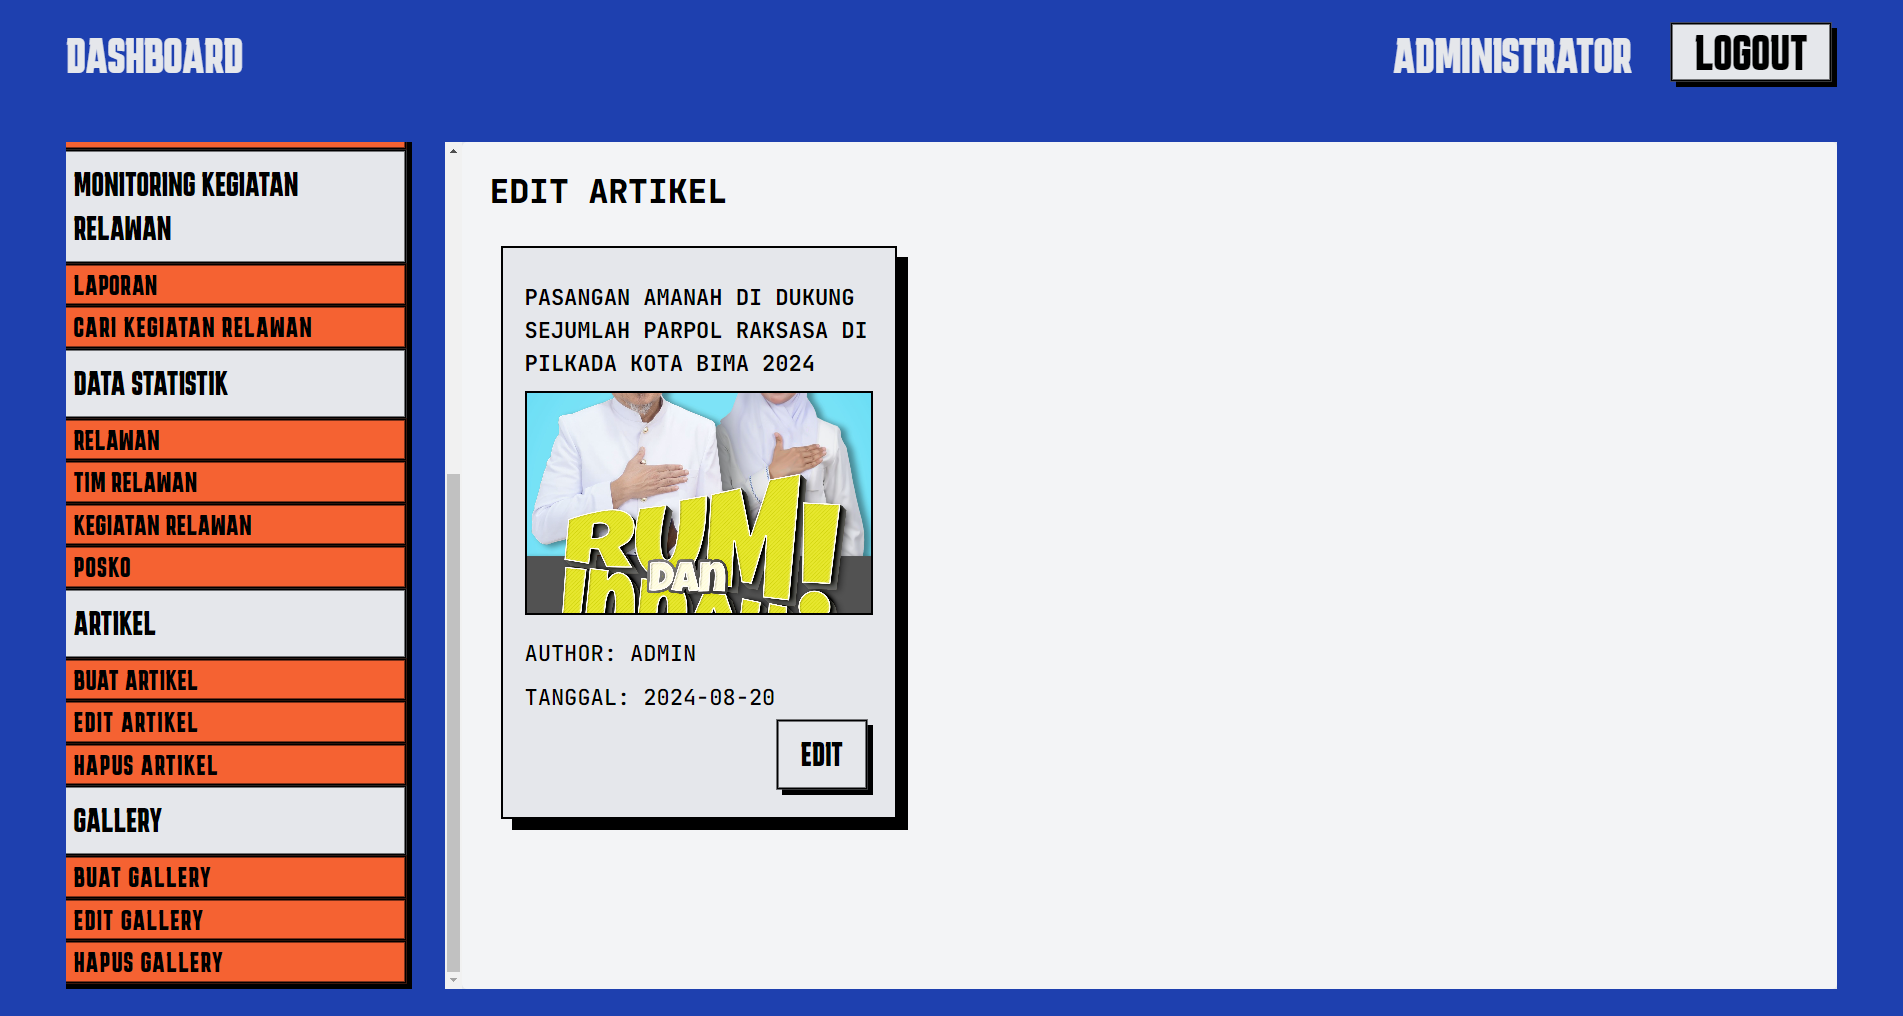 DASHBOARD
ADMINISTRATOR
LOGOUT
MONITORING KEGIATAN
RELAWAN
LAPORAN
CARI KEGIATAN RELAWAN
DATA STATISTIK
RELAWAN
TIM RELAWAN
KEGIATAN RELAWAN
POSKO
ARTIKEL
BUAT ARTIKEL
EDIT ARTIKEL
HAPUS ARTIKEL
GALLERY
BUAT GALLERY
EDIT GALLERY
HAPUS GALLERY
EDIT ARTIKEL
PASANGAN AMANAH DI DUKUNG
SEJUMLAH PARPOL RAKSASA DI
PILKADA KOTA BIMA 2024
RUMI
DAN
AUTHOR: ADMIN
TANGGAL: 2024-08-20
EDIT